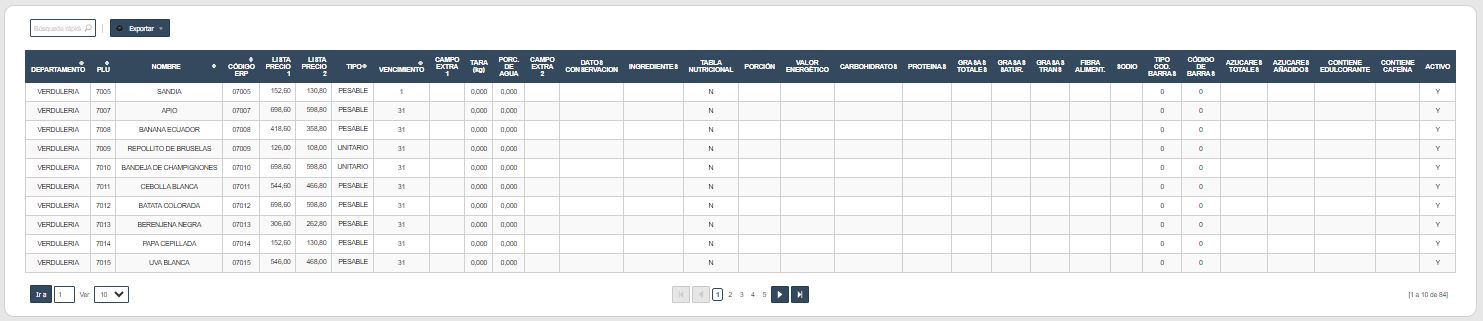 Búsqueda rápid
Exportar
DEPARTAMENTO PLU NOMBRE CÓDIGO ERP LISTA PRECIO 1 LISTA PRECIO 2 TIPO VENCIMIENTO CAMPO EXTRA 1 TARA (kg) PORC. DE AGUA CAMPO EXTRA 2 DATOS CONSERVACION INGREDIENTES TABLA NUTRICIONAL PORCIÓN VALOR ENERGÉTICO CARBOHIDRATOS PROTEINAS GRASAS TOTALES GRASAS SATUR. GRASAS TRANS FIBRA ALIMENT. SODIO TIPO COD. BARRAS CÓDIGO DE BARRAS AZUCARES TOTALES AZUCARES AÑADIDOS CONTIENE EDULCORANTE CONTIENE CAFEÍNA ACTIVO
VERDULERIA 7005 SANDIA 07005 152,60 130,80 PESABLE 1 0,000 0,000 N 0 0 Y
VERDULERIA 7007 APIO 07007 698,60 598,80 PESABLE 31 0,000 0,000 N 0 0 Y
VERDULERIA 7008 BANANA ECUADOR 07008 418,60 358,80 PESABLE 31 0,000 0,000 N 0 0 Y
VERDULERIA 7009 REPOLLITO DE BRUSELAS 07009 126,00 108,00 UNITARIO 31 0,000 0,000 N 0 0 Y
VERDULERIA 7010 BANDEJA DE CHAMPIGNONES 07010 698,60 598,80 UNITARIO 31 0,000 0,000 N 0 0 Y
VERDULERIA 7011 CEBOLLA BLANCA 07011 544,60 466,80 PESABLE 31 0,000 0,000 N 0 0 Y
VERDULERIA 7012 BATATA COLORADA 07012 698,60 598,80 PESABLE 31 0,000 0,000 N 0 0 Y
VERDULERIA 7013 BERENJENA NEGRA 07013 306,60 262,80 PESABLE 31 0,000 0,000 N 0 0 Y
VERDULERIA 7014 PAPA CEPILLADA 07014 152,60 130,80 PESABLE 31 0,000 0,000 N 0 0 Y
VERDULERIA 7015 UVA BLANCA 07015 546,00 468,00 PESABLE 31 0,000 0,000 N 0 0 Y
Ir a 1 Ver 10 1 2 3 4 5 [1 a 10 de 84]